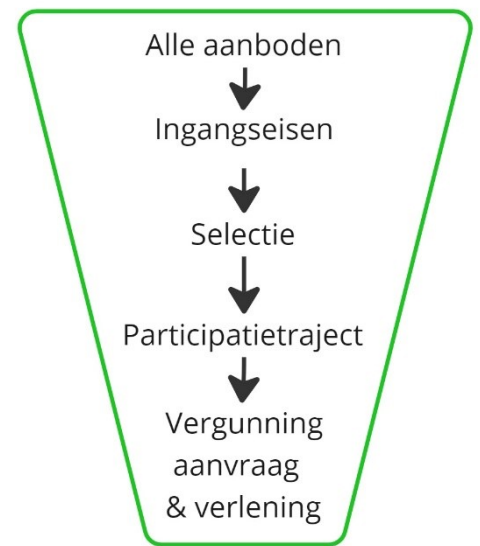 Alle aanboden
Ingangseisen
Selectie
Participatietraject
Vergunning
aanvraag
& verlening